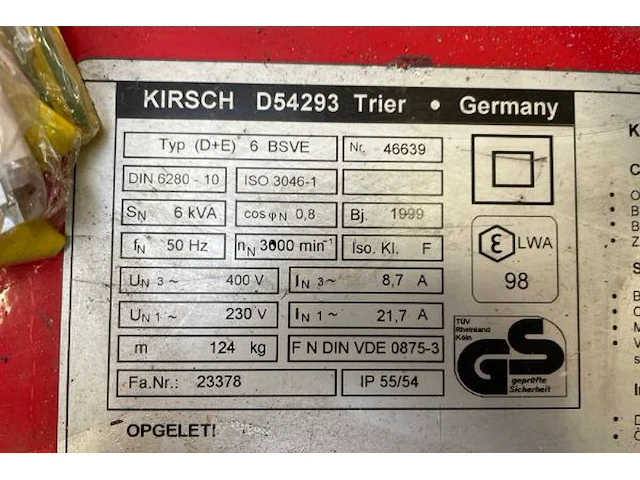 KIRSCH D54293 Trier • Germany
Typ (D+E) 6 BSVE Nr. 46639
DIN 6280 - 10 ISO 3046-1
SN 6 kVA cosφN 0,8 Bj. 1999
fN 50 Hz nN 3000 min⁻¹ Iso. Kl. F
UN 3~ 400 V IN 3~ 8,7 A
UN 1~ 230 V IN 1~ 21,7 A
m 124 kg F N DIN VDE 0875-3
Fa.Nr.: 23378 IP 55/54
LWA
98
TÜV
Rheinland
Köln
GS
geprüfte
Sicherheit
OPGELET!